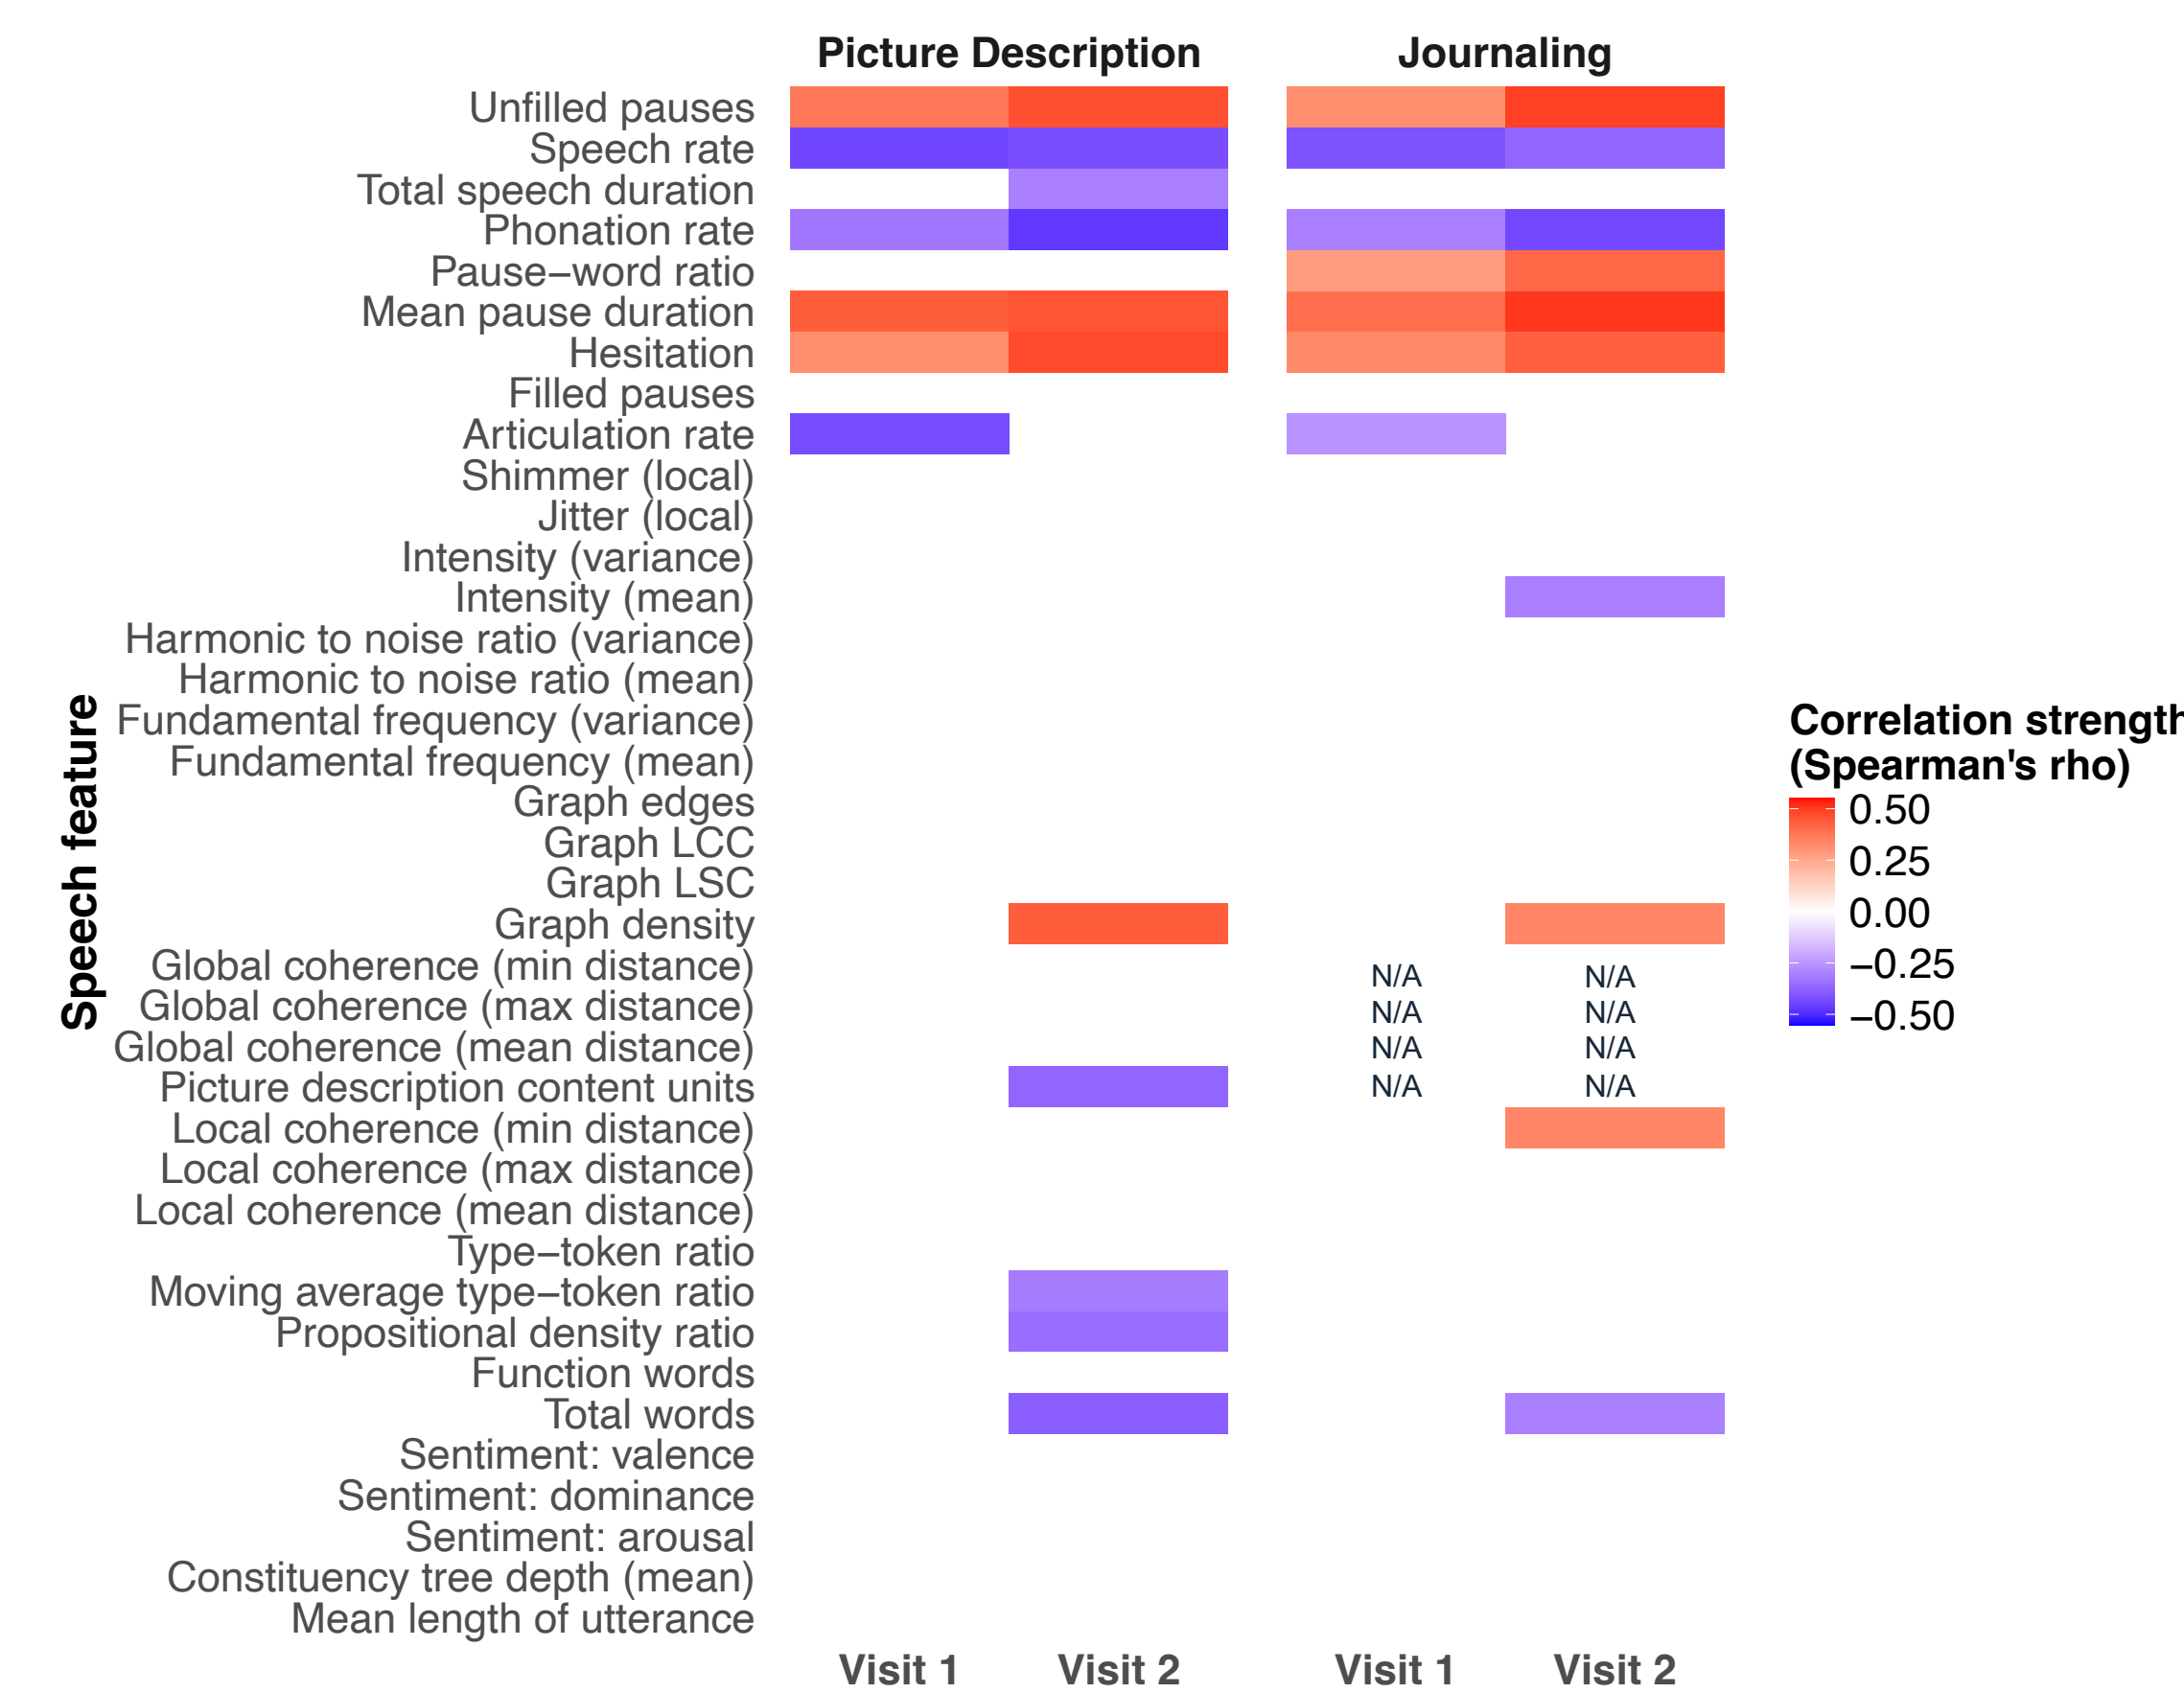 Picture Description
Journaling
Unfilled pauses
Speech rate
Total speech duration
Phonation rate
Pause−word ratio
Mean pause duration
Hesitation
Filled pauses
Articulation rate
Shimmer (local)
Jitter (local)
Intensity (variance)
Intensity (mean)
Harmonic to noise ratio (variance)
Harmonic to noise ratio (mean)
Fundamental frequency (variance)
Fundamental frequency (mean)
Graph edges
Graph LCC
Graph LSC
Graph density
Global coherence (min distance) N/A N/A
Global coherence (max distance) N/A N/A
Global coherence (mean distance) N/A N/A
Picture description content units N/A N/A
Local coherence (min distance)
Local coherence (max distance)
Local coherence (mean distance)
Type−token ratio
Moving average type−token ratio
Propositional density ratio
Function words
Total words
Sentiment: valence
Sentiment: dominance
Sentiment: arousal
Constituency tree depth (mean)
Mean length of utterance
Visit 1 Visit 2 Visit 1 Visit 2
Speech feature
Correlation strength
(Spearman's rho)
0.50
0.25
0.00
−0.25
−0.50